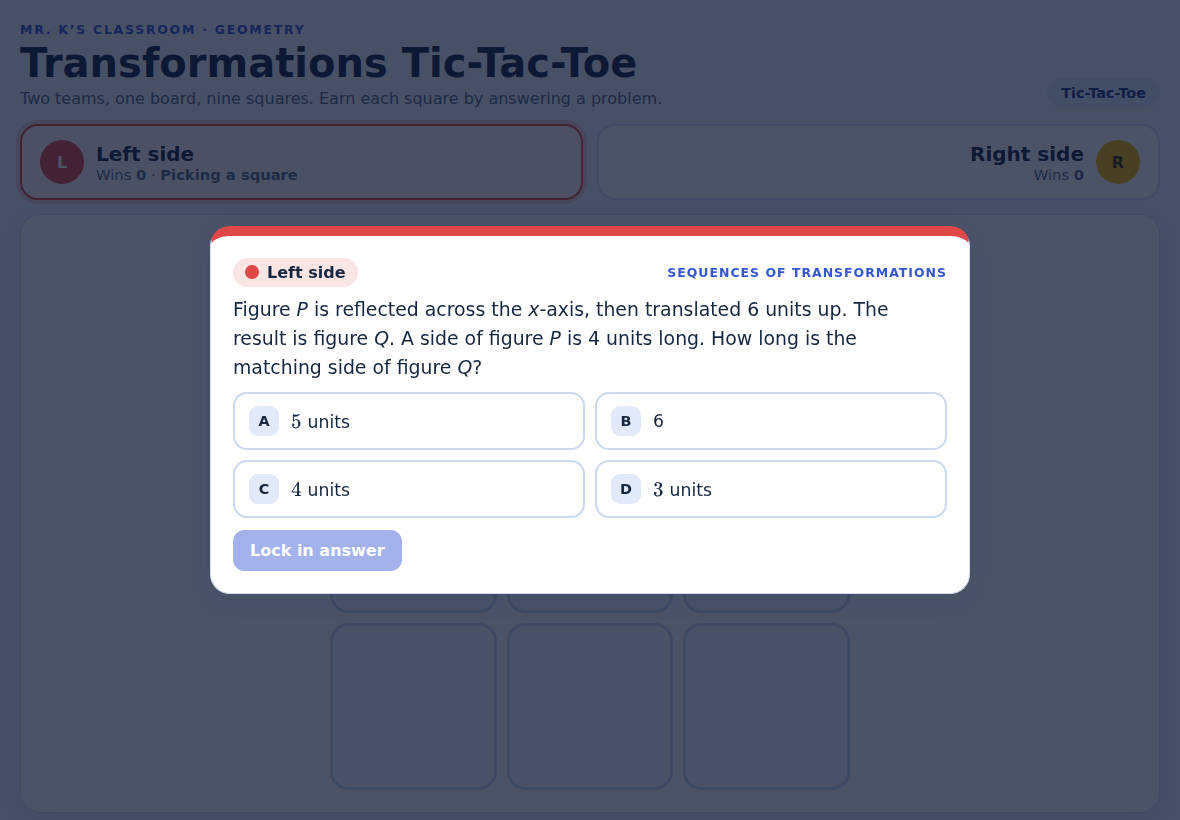 MR. K’S CLASSROOM · GEOMETRY
Transformations Tic-Tac-Toe
Two teams, one board, nine squares. Earn each square by answering a problem.
Tic-Tac-Toe
L
Left side
Wins 0 · Picking a square
Right side
Wins 0
R
Left side
SEQUENCES OF TRANSFORMATIONS
Figure P is reflected across the x-axis, then translated 6 units up. The
result is figure Q. A side of figure P is 4 units long. How long is the
matching side of figure Q?
A 5 units
B 6
C 4 units
D 3 units
Lock in answer